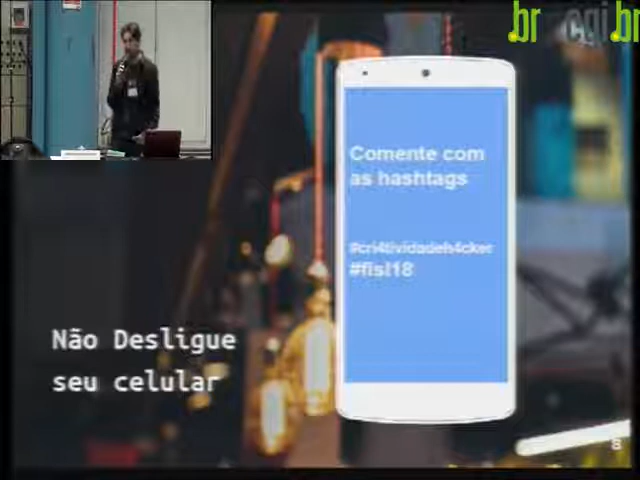 .br cgi.br
Comente com
as hashtags
#cri4tividadeh4cker
#fisl18
Não Desligue
seu celular
8